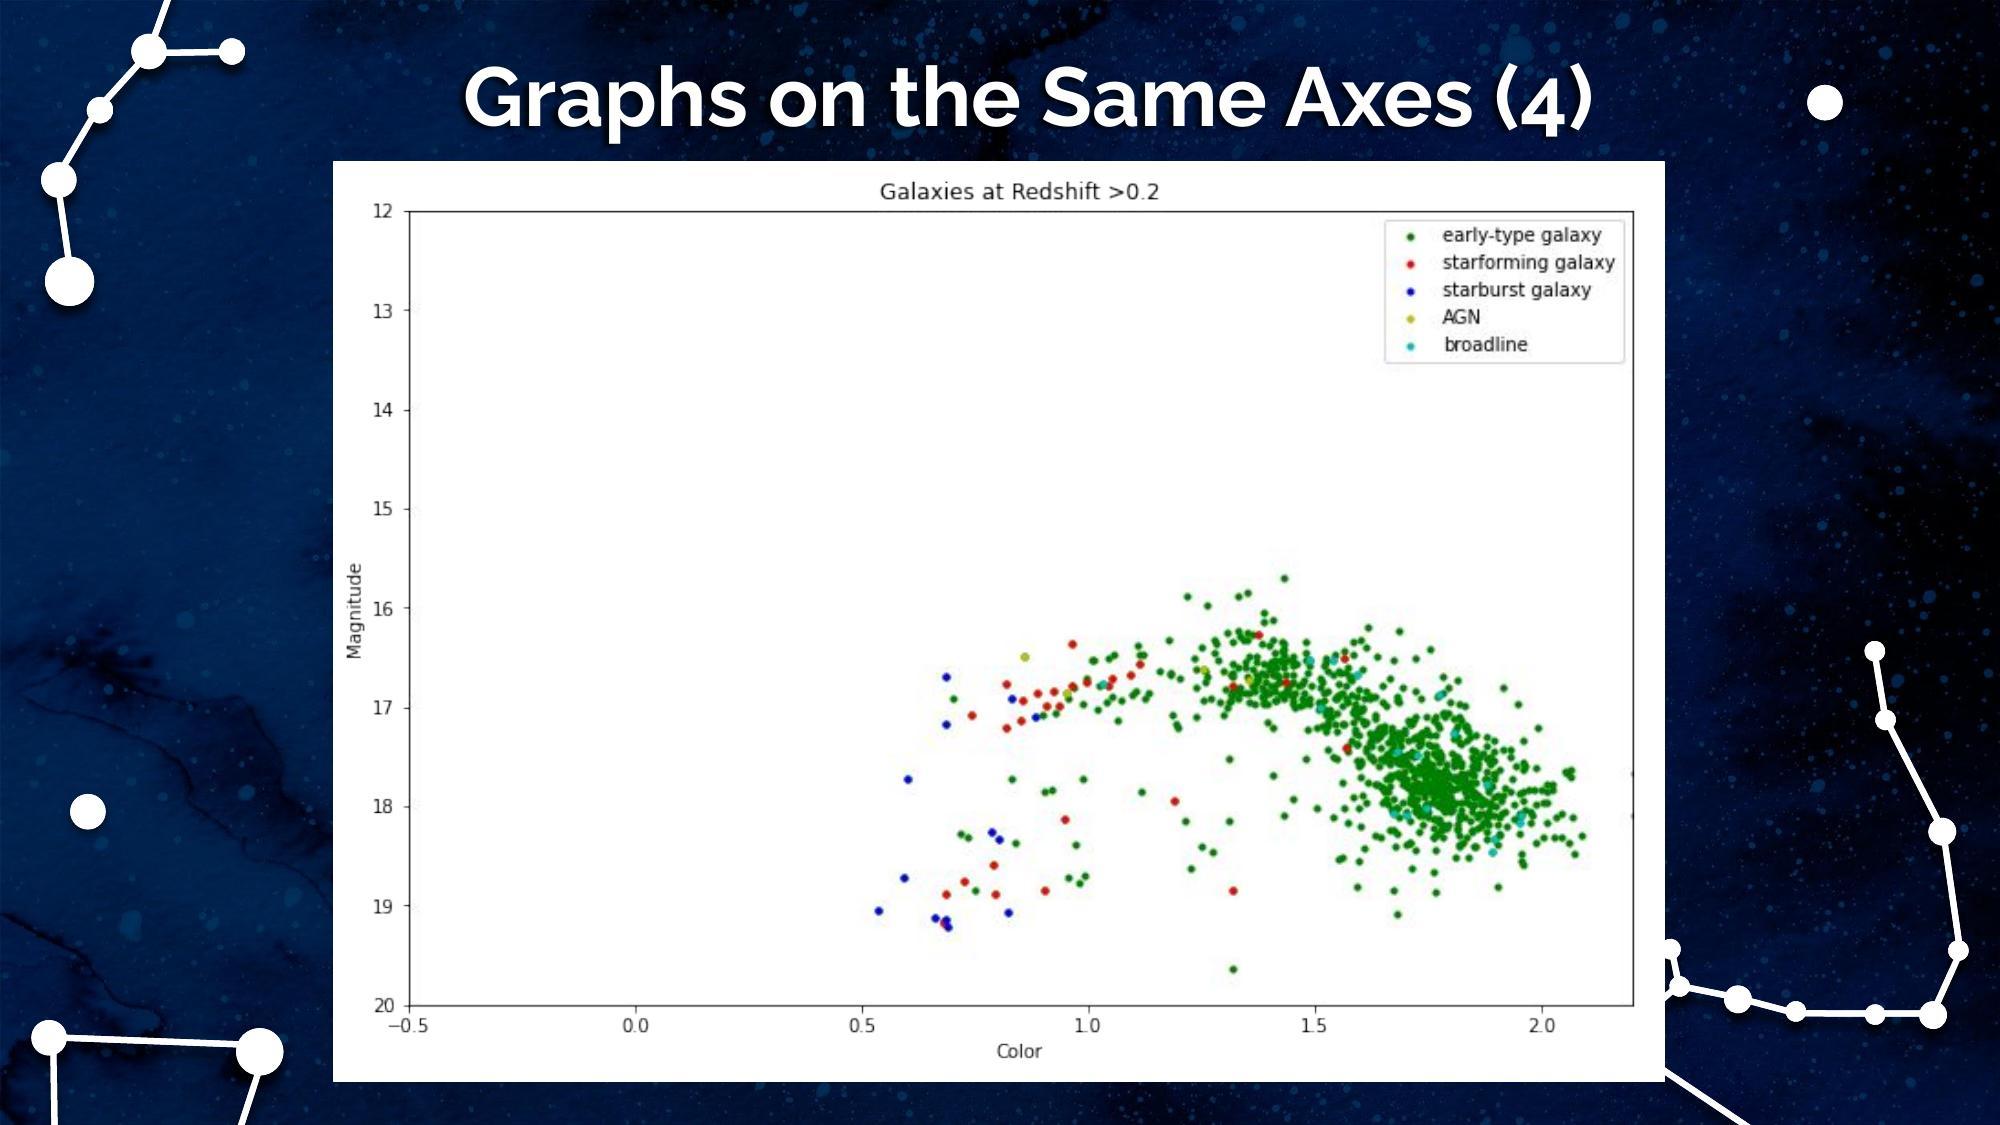 Graphs on the Same Axes (4)
Galaxies at Redshift >0.2
early-type galaxy
starforming galaxy
starburst galaxy
AGN
broadline
12
13
14
15
16
17
18
19
20
Magnitude
−0.5
0.0
0.5
1.0
1.5
2.0
Color